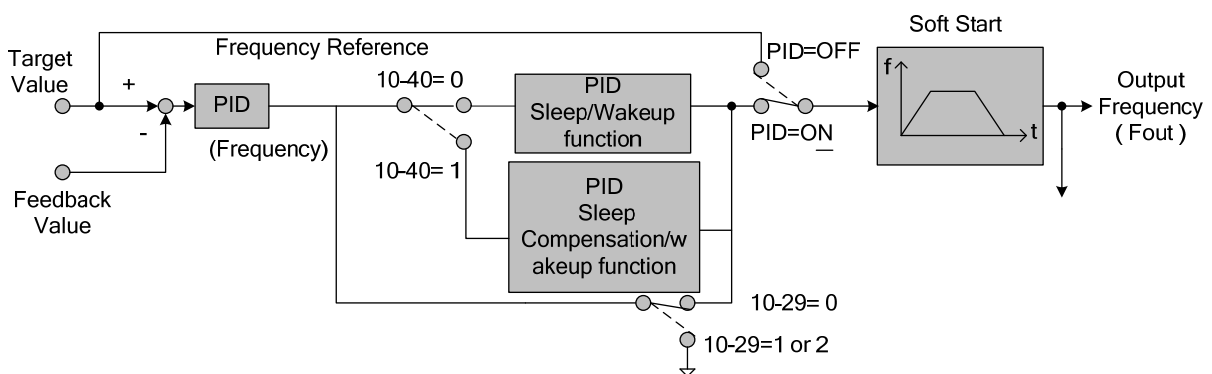 Soft Start
Target
Value
Frequency Reference
PID=OFF
+
-
PID
(Frequency)
10-40= 0
10-40= 1
PID
Sleep/Wakeup
function
PID=ON
f
t
Output
Frequency
( Fout )
Feedback
Value
PID
Sleep
Compensation/w
akeup function
10-29= 0
10-29=1 or 2